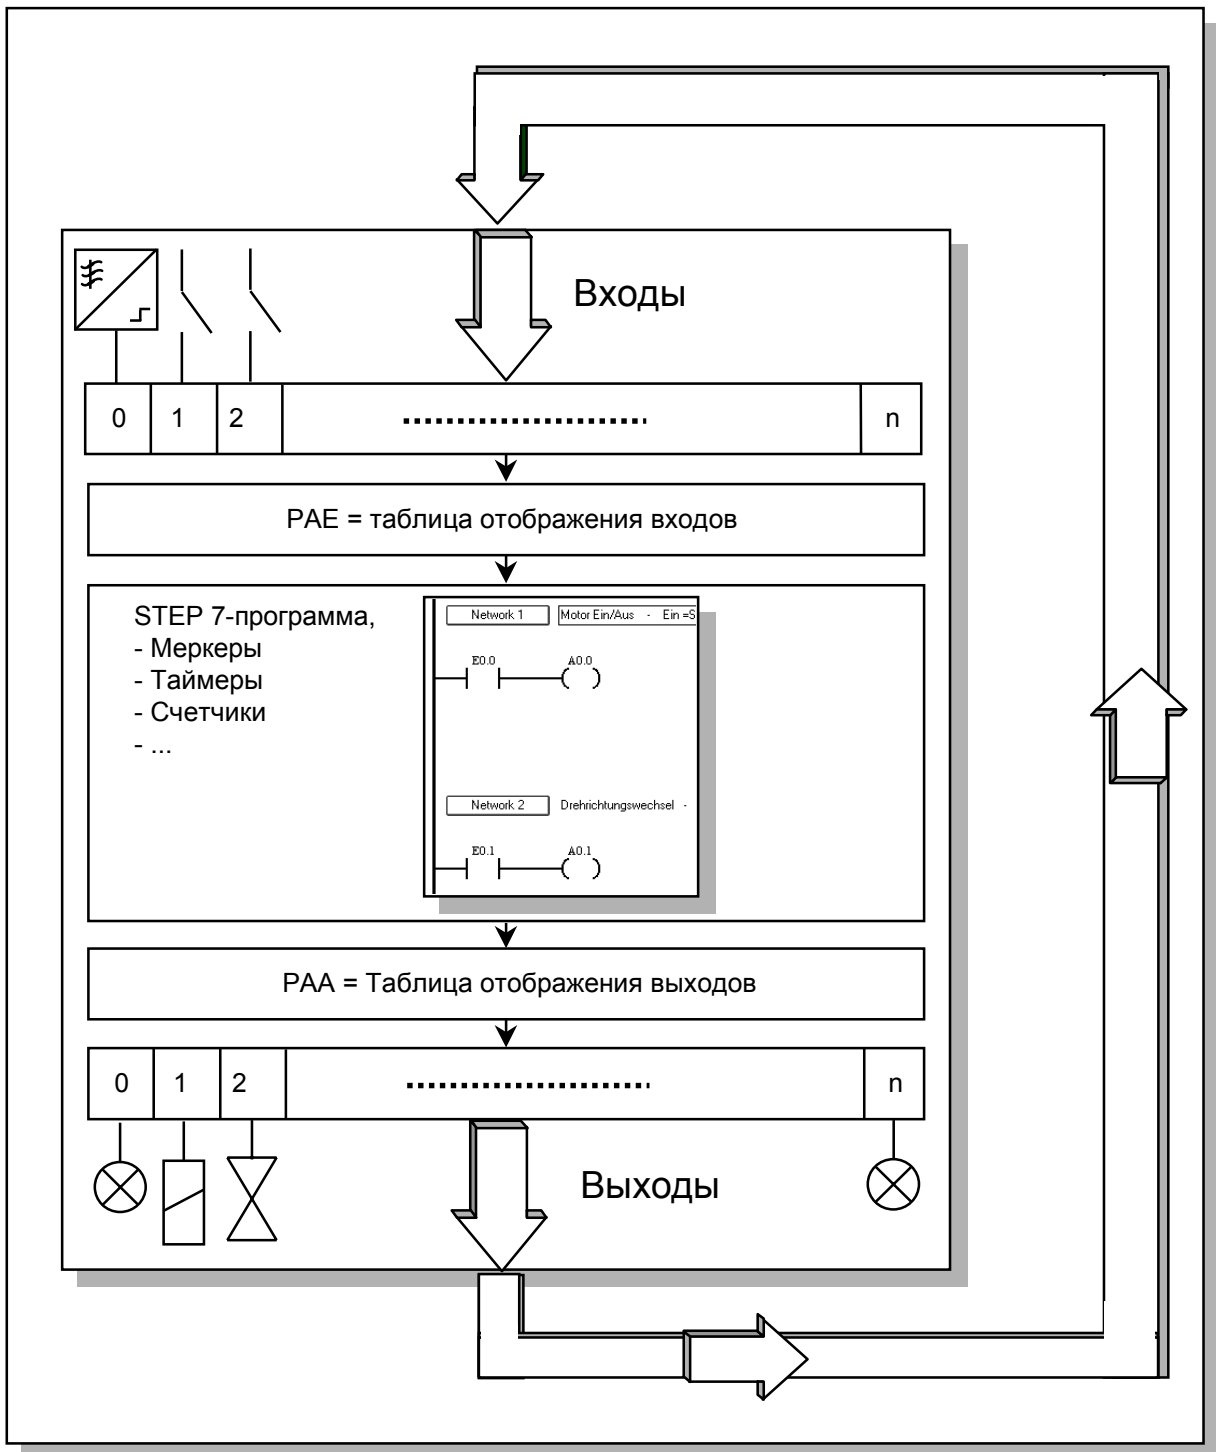 Входы
0 1 2 ........................ n
PAE = таблица отображения входов
STEP 7-программа,
- Меркеры
- Таймеры
- Счетчики
- ...
Network 1 Motor Ein/Aus - Ein =S
E0.0 A0.0
Network 2 Drehrichtungswechsel -
E0.1 A0.1
PAA = Таблица отображения выходов
0 1 2 ........................ n
Выходы